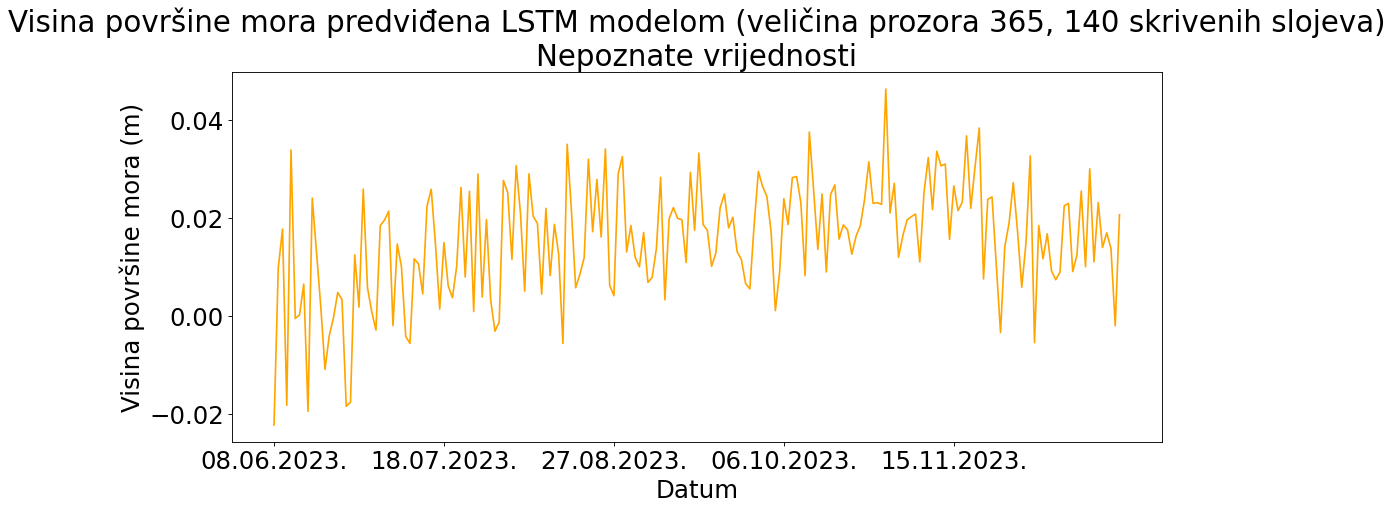 Visina površine mora predviđena LSTM modelom (veličina prozora 365, 140 skrivenih slojeva)
Nepoznate vrijednosti
Visina površine mora (m)
0.04
0.02
0.00
−0.02
08.06.2023. 18.07.2023. 27.08.2023. 06.10.2023. 15.11.2023.
Datum